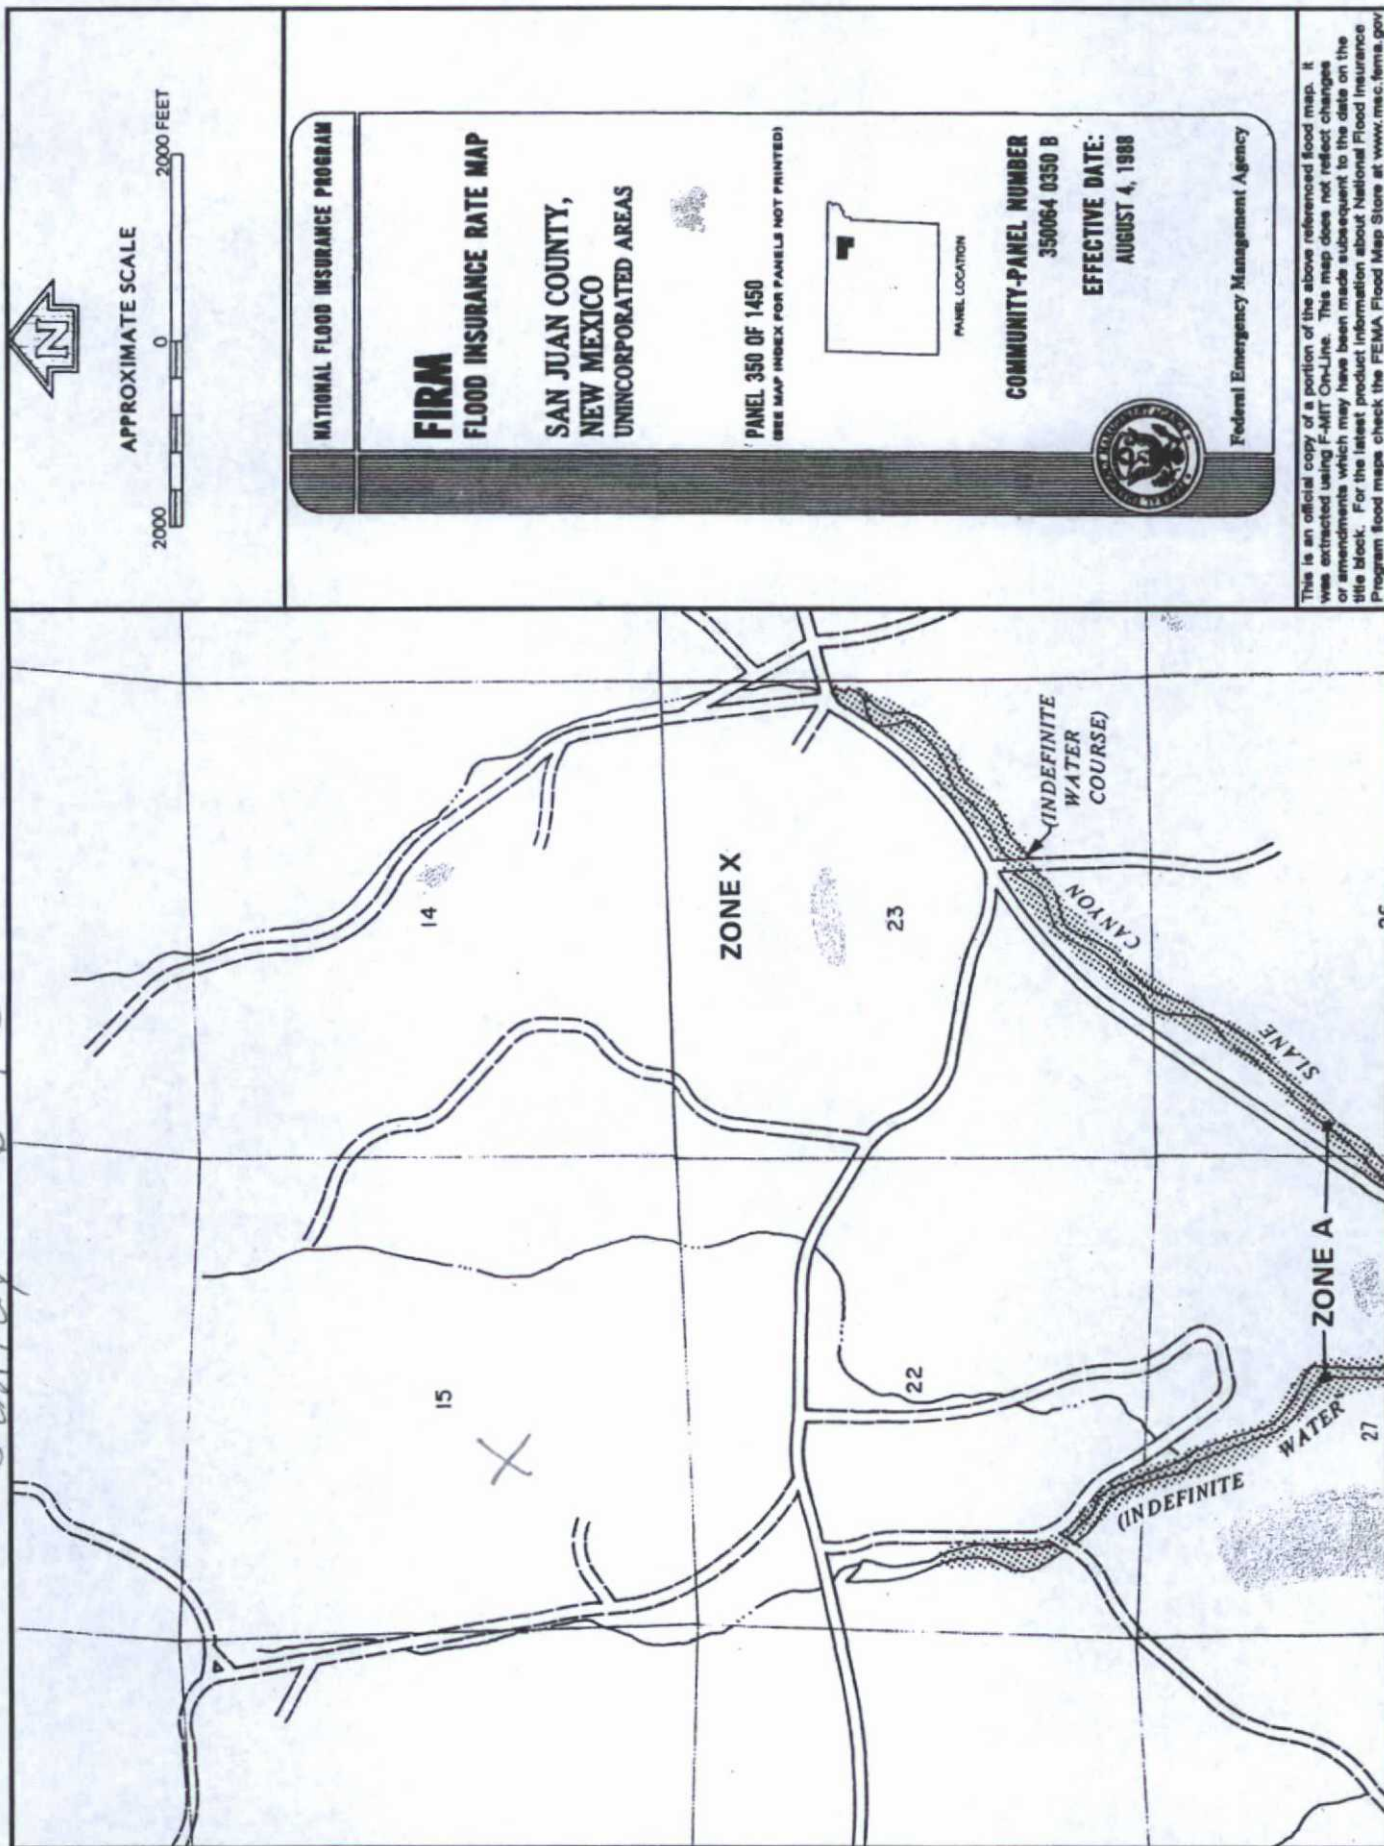 APPROXIMATE SCALE
2000 0 2000 FEET
NATIONAL FLOOD INSURANCE PROGRAM
FIRM
FLOOD INSURANCE RATE MAP
SAN JUAN COUNTY,
NEW MEXICO
UNINCORPORATED AREAS
PANEL 350 OF 1450
(SEE MAP INDEX FOR PANELS NOT PRINTED)
PANEL LOCATION
COMMUNITY-PANEL NUMBER
350064 0350 B
EFFECTIVE DATE:
AUGUST 4, 1988
Federal Emergency Management Agency
This is an official copy of a portion of the above referenced flood map. It
was extracted using F-MIT On-Line. This map does not reflect changes
or amendments which may have been made subsequent to the date on the
title block. For the latest product information about National Flood Insurance
Program flood maps check the FEMA Flood Map Store at www.msc.fema.gov
N
14
15
ZONE X
23
22
(INDEFINITE
WATER
COURSE)
SLANE CANYON
ZONE A
(INDEFINITE WATER
27
X